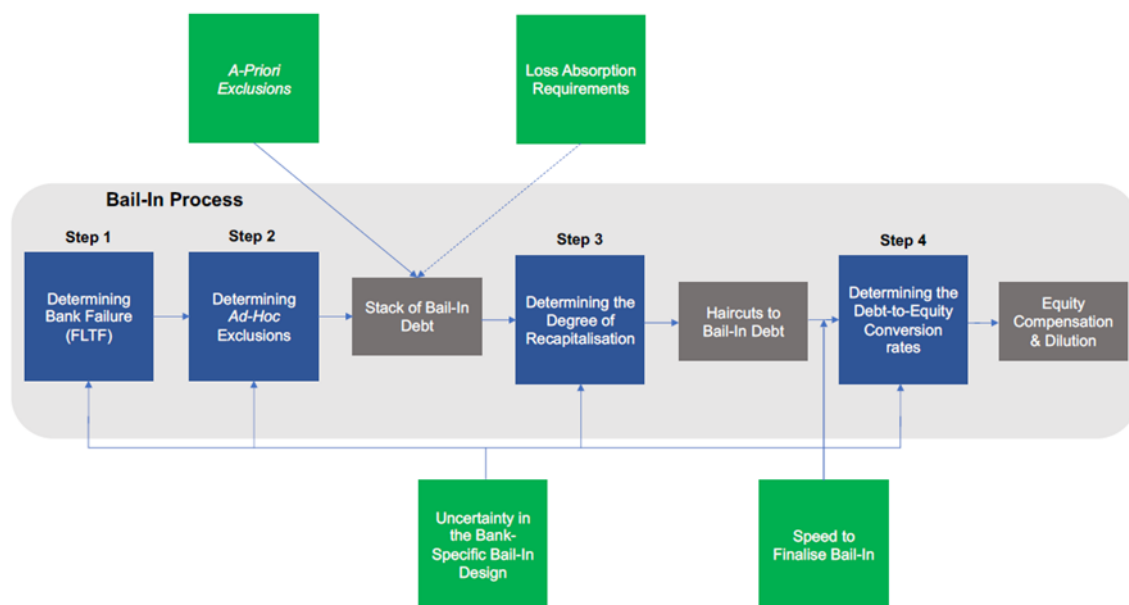 A-Priori
Exclusions
Loss Absorption
Requirements
Bail-In Process
Step 1
Step 2
Step 3
Step 4
Determining
Bank Failure
(FLTF)
Determining
Ad-Hoc
Exclusions
Stack of Bail-In
Debt
Determining the
Degree of
Recapitalisation
Haircuts to
Bail-In Debt
Determining the
Debt-to-Equity
Conversion
rates
Equity
Compensation
& Dilution
Uncertainty in
the Bank-
Specific Bail-In
Design
Speed to
Finalise Bail-In